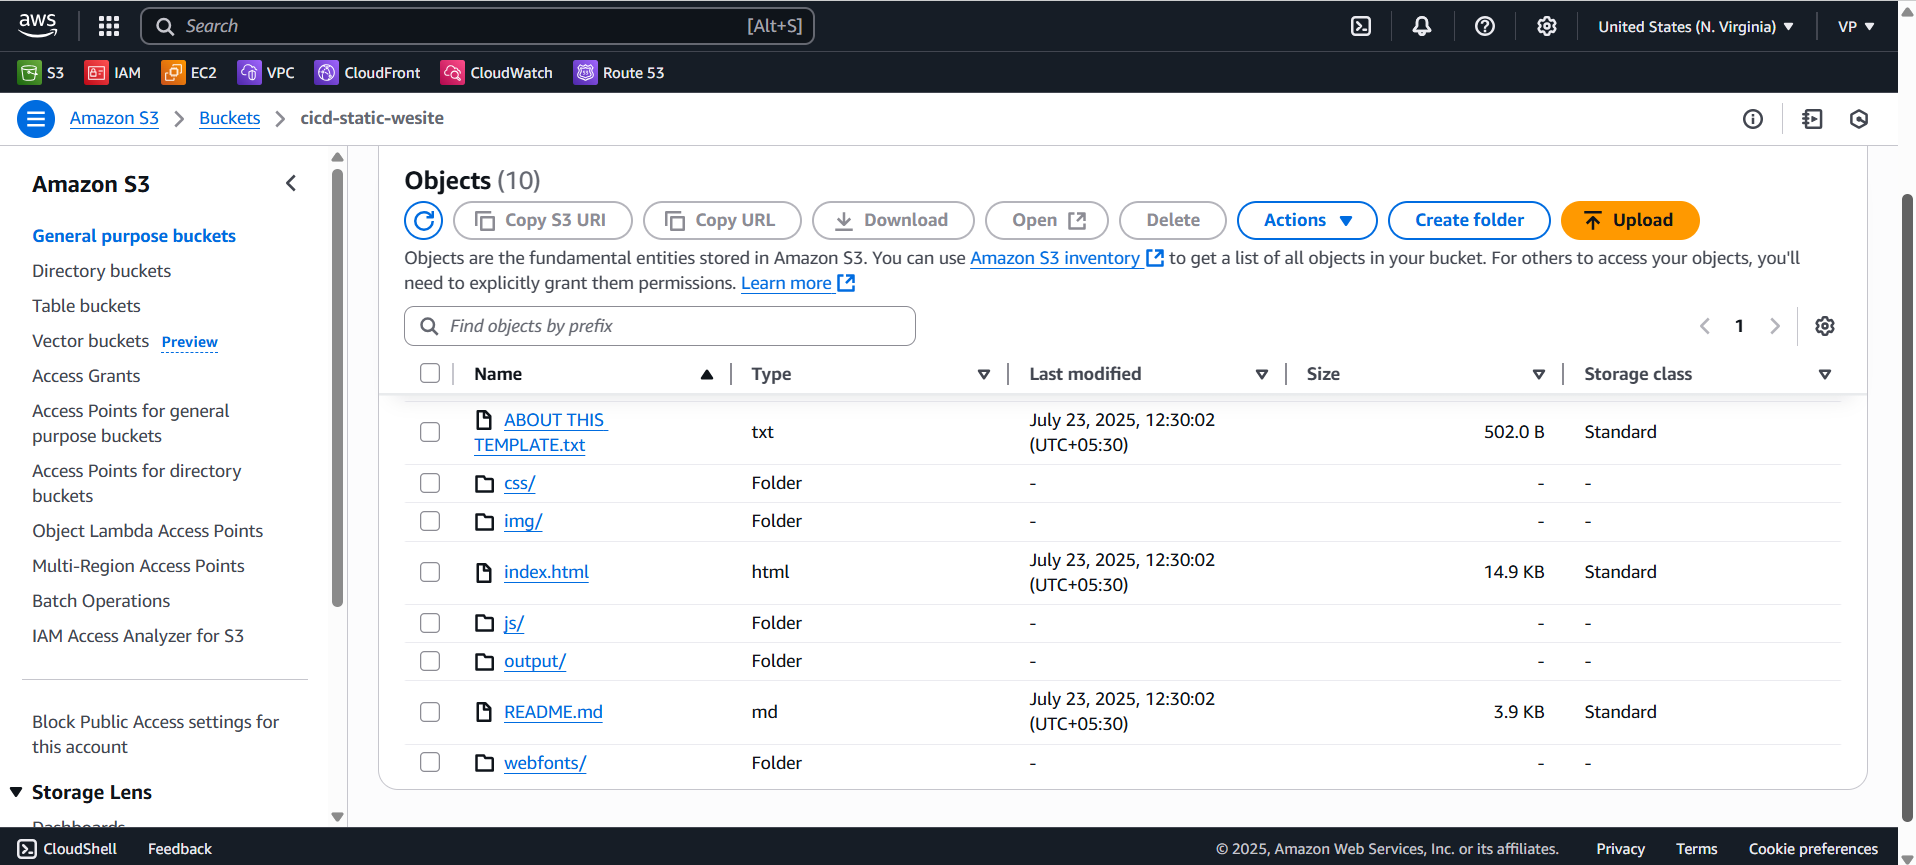 aws
Search [Alt+S]
United States (N. Virginia)
VP
S3 IAM EC2 VPC CloudFront CloudWatch Route 53
Amazon S3 Buckets cicd-static-wesite
Amazon S3
General purpose buckets
Directory buckets
Table buckets
Vector buckets Preview
Access Grants
Access Points for general
purpose buckets
Access Points for directory
buckets
Object Lambda Access Points
Multi-Region Access Points
Batch Operations
IAM Access Analyzer for S3
Block Public Access settings for
this account
Storage Lens
Dashboards
Objects (10)
Copy S3 URI Copy URL Download Open Delete Actions Create folder Upload
Objects are the fundamental entities stored in Amazon S3. You can use Amazon S3 inventory to get a list of all objects in your bucket. For others to access your objects, you'll
need to explicitly grant them permissions. Learn more
Find objects by prefix
1
Name Type Last modified Size Storage class
ABOUT THIS
TEMPLATE.txt
txt
July 23, 2025, 12:30:02
(UTC+05:30)
502.0 B
Standard
css/ Folder - - -
img/ Folder - - -
index.html
html
July 23, 2025, 12:30:02
(UTC+05:30)
14.9 KB
Standard
js/ Folder - - -
output/ Folder - - -
README.md
md
July 23, 2025, 12:30:02
(UTC+05:30)
3.9 KB
Standard
webfonts/ Folder - - -
CloudShell Feedback © 2025, Amazon Web Services, Inc. or its affiliates. Privacy Terms Cookie preferences